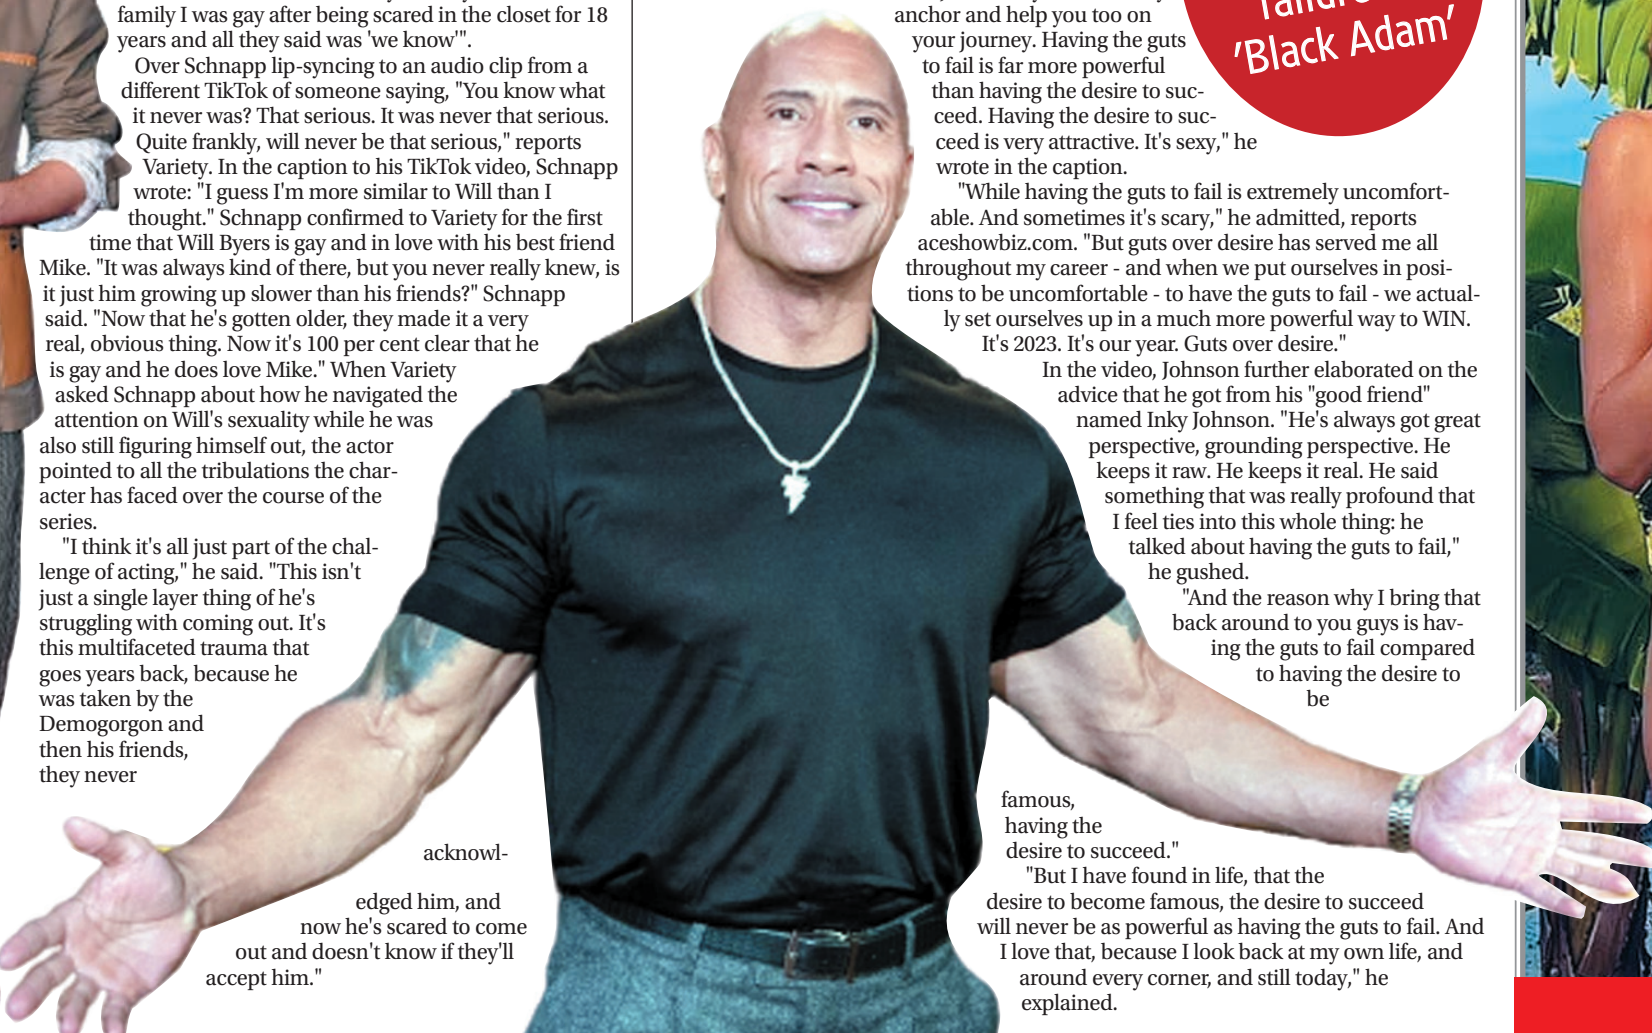 family I was gay after being scared in the closet for 18
years and all they said was 'we know'".
Over Schnapp lip-syncing to an audio clip from a
different TikTok of someone saying, "You know what
it never was? That serious. It was never that serious.
Quite frankly, will never be that serious," reports
Variety. In the caption to his TikTok video, Schnapp
wrote: "I guess I'm more similar to Will than I
thought." Schnapp confirmed to Variety for the first
time that Will Byers is gay and in love with his best friend
Mike. "It was always kind of there, but you never really knew, is
it just him growing up slower than his friends?" Schnapp
said. "Now that he's gotten older, they made it a very
real, obvious thing. Now it's 100 per cent clear that he
is gay and he does love Mike." When Variety
asked Schnapp about how he navigated the
attention on Will's sexuality while he was
also still figuring himself out, the actor
pointed to all the tribulations the char-
acter has faced over the course of the
series.
"I think it's all just part of the chal-
lenge of acting," he said. "This isn't
just a single layer thing of he's
struggling with coming out. It's
this multifaceted trauma that
goes years back, because he
was taken by the
Demogorgon and
then his friends,
they never
acknowl-
edged him, and
now he's scared to come
out and doesn't know if they'll
accept him."
anchor and help you too on
your journey. Having the guts
to fail is far more powerful
than having the desire to suc-
ceed. Having the desire to suc-
ceed is very attractive. It's sexy," he
wrote in the caption.
"While having the guts to fail is extremely uncomfort-
able. And sometimes it's scary," he admitted, reports
aceshowbiz.com. "But guts over desire has served me all
throughout my career - and when we put ourselves in posi-
tions to be uncomfortable - to have the guts to fail - we actual-
ly set ourselves up in a much more powerful way to WIN.
It's 2023. It's our year. Guts over desire."
In the video, Johnson further elaborated on the
advice that he got from his "good friend"
named Inky Johnson. "He's always got great
perspective, grounding perspective. He
keeps it raw. He keeps it real. He said
something that was really profound that
I feel ties into this whole thing: he
talked about having the guts to fail,"
he gushed.
"And the reason why I bring that
back around to you guys is hav-
ing the guts to fail compared
to having the desire to
be
famous,
having the
desire to succeed."
"But I have found in life, that the
desire to become famous, the desire to succeed
will never be as powerful as having the guts to fail. And
I love that, because I look back at my own life, and
around every corner, and still today," he
explained.
'Black Adam'